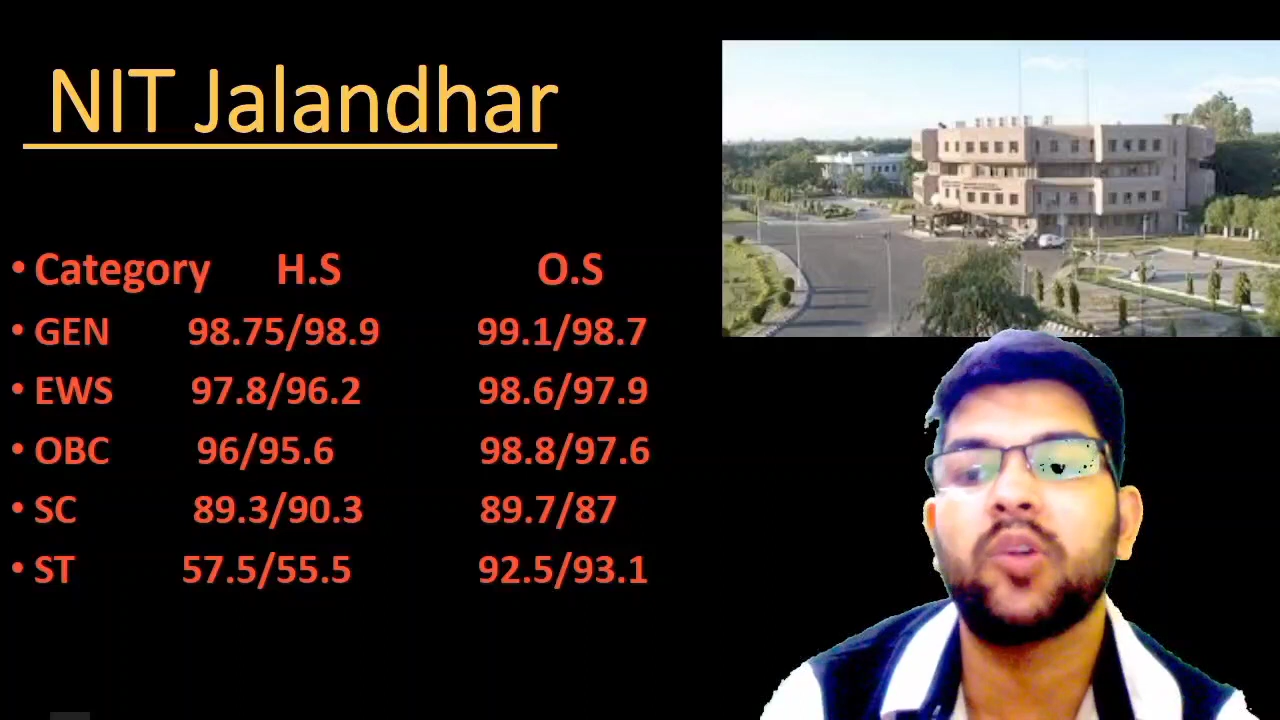 NIT Jalandhar
• Category H.S O.S
• GEN 98.75/98.9 99.1/98.7
• EWS 97.8/96.2 98.6/97.9
• OBC 96/95.6 98.8/97.6
• SC 89.3/90.3 89.7/87
• ST 57.5/55.5 92.5/93.1